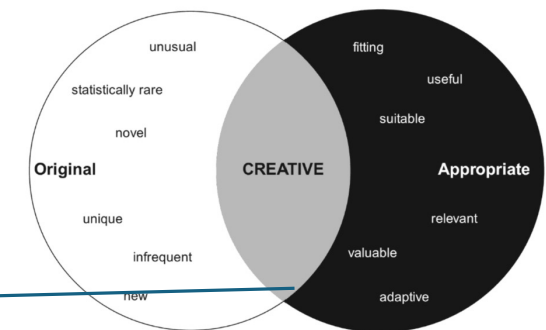 unusual
statistically rare
novel
Original
unique
infrequent
new
CREATIVE
fitting
useful
suitable
Appropriate
relevant
valuable
adaptive